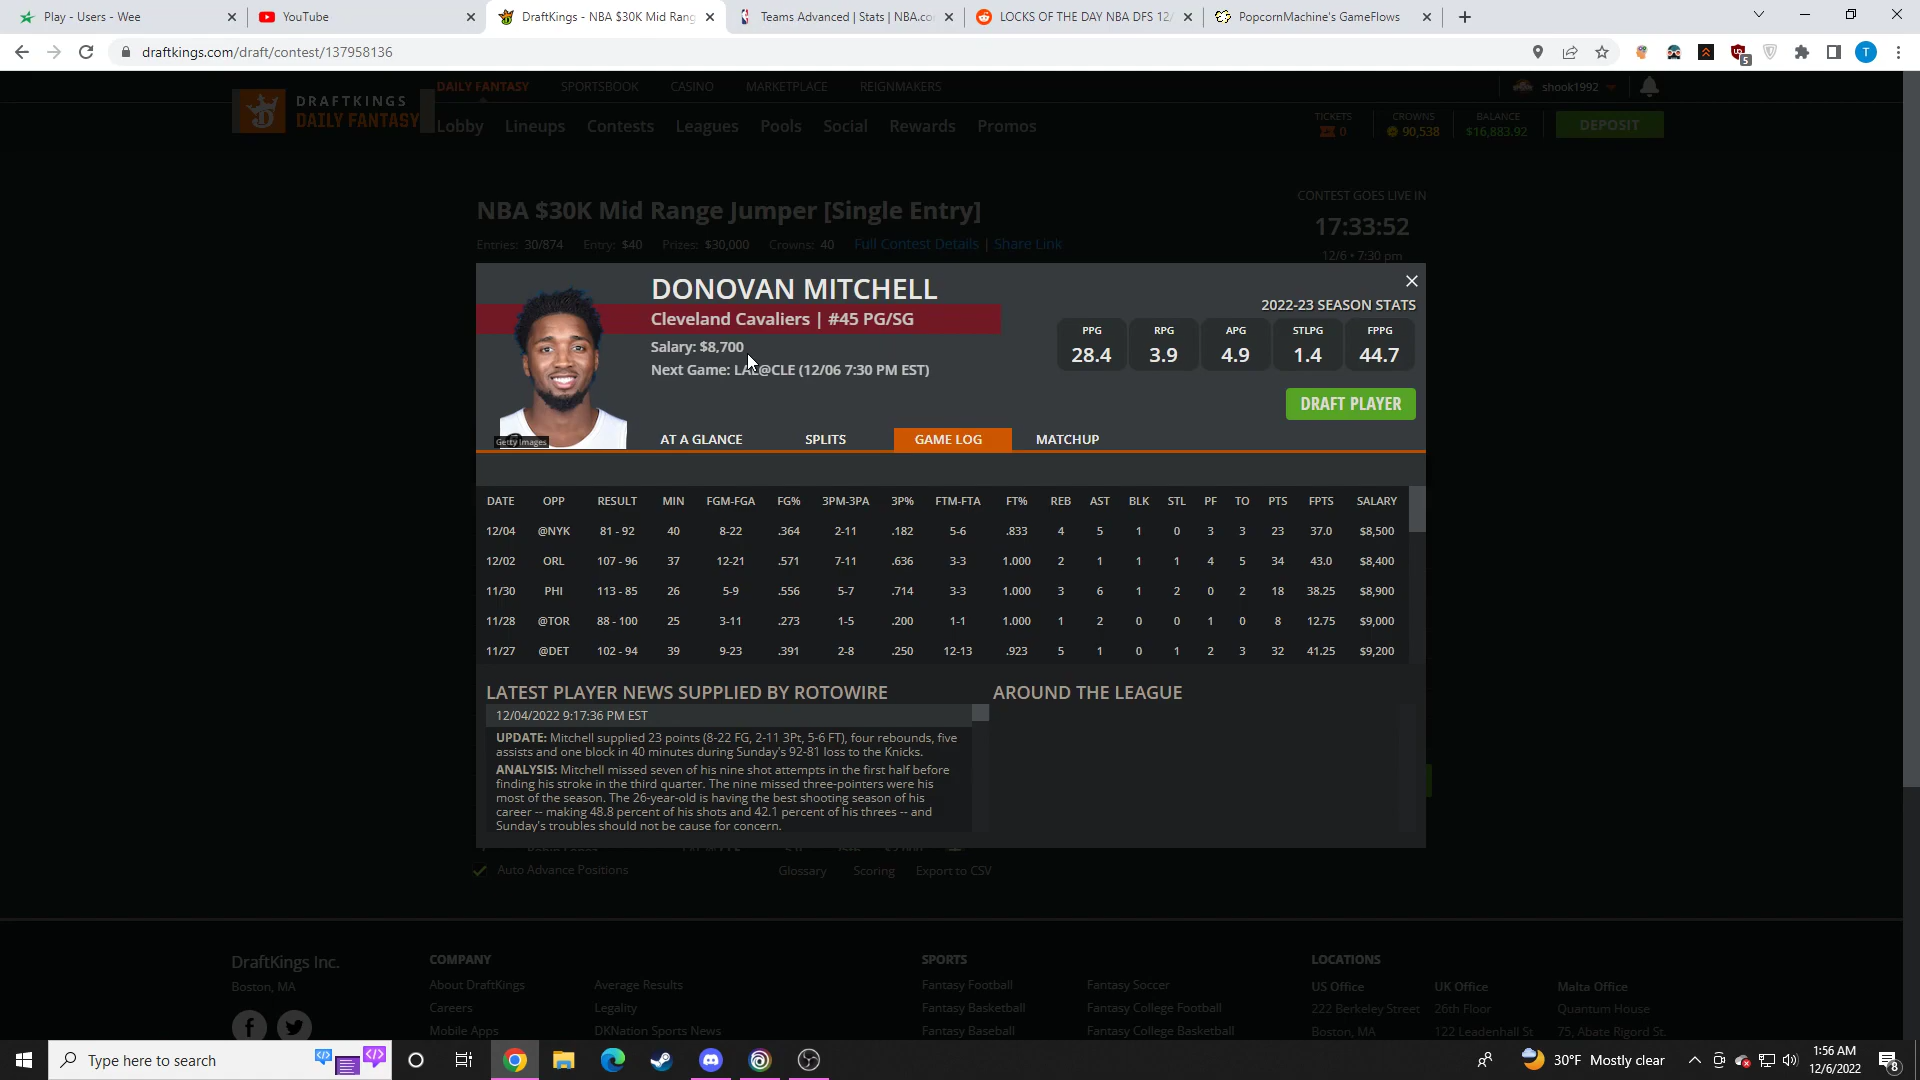 Play - Users - Wee
YouTube
DraftKings - NBA $30K Mid Rang
Teams Advanced | Stats | NBA.co
LOCKS OF THE DAY NBA DFS 12/
PopcornMachine's GameFlows
draftkings.com/draft/contest/137958136
5
T
DRAFTKINGS
DAILY FANTASY
DAILY FANTASY
SPORTSBOOK
CASINO
MARKETPLACE
REIGNMAKERS
shook1992
Lobby
Lineups
Contests
Leagues
Pools
Social
Rewards
Promos
TICKETS
0
CROWNS
90,538
BALANCE
$16,883.92
DEPOSIT
NBA $30K Mid Range Jumper [Single Entry]
CONTEST GOES LIVE IN
17:33:52
12/6 • 7:30 pm
Entries: 30/874 Entry: $40 Prizes: $30,000 Crowns: 40 Full Contest Details | Share Link
DONOVAN MITCHELL
Cleveland Cavaliers | #45 PG/SG
Salary: $8,700
Next Game: LAL@CLE (12/06 7:30 PM EST)
2022-23 SEASON STATS
PPG RPG APG STLPG FPPG
28.4 3.9 4.9 1.4 44.7
DRAFT PLAYER
Getty Images
AT A GLANCE SPLITS GAME LOG MATCHUP
DATE OPP RESULT MIN FGM-FGA FG% 3PM-3PA 3P% FTM-FTA FT% REB AST BLK STL PF TO PTS FPTS SALARY
12/04 @NYK 81 - 92 40 8-22 .364 2-11 .182 5-6 .833 4 5 1 0 3 3 23 37.0 $8,500
12/02 ORL 107 - 96 37 12-21 .571 7-11 .636 3-3 1.000 2 1 1 1 4 5 34 43.0 $8,400
11/30 PHI 113 - 85 26 5-9 .556 5-7 .714 3-3 1.000 3 6 1 2 0 2 18 38.25 $8,900
11/28 @TOR 88 - 100 25 3-11 .273 1-5 .200 1-1 1.000 1 2 0 0 1 0 8 12.75 $9,000
11/27 @DET 102 - 94 39 9-23 .391 2-8 .250 12-13 .923 5 1 0 1 2 3 32 41.25 $9,200
LATEST PLAYER NEWS SUPPLIED BY ROTOWIRE
AROUND THE LEAGUE
12/04/2022 9:17:36 PM EST
UPDATE: Mitchell supplied 23 points (8-22 FG, 2-11 3Pt, 5-6 FT), four rebounds, five
assists and one block in 40 minutes during Sunday's 92-81 loss to the Knicks.
ANALYSIS: Mitchell missed seven of his nine shot attempts in the first half before
finding his stroke in the third quarter. The nine missed three-pointers were his
most of the season. The 26-year-old is having the best shooting season of his
career -- making 48.8 percent of his shots and 42.1 percent of his threes -- and
Sunday's troubles should not be cause for concern.
Auto Advance Positions
Glossary
Scoring
Export to CSV
DraftKings Inc.
Boston, MA
COMPANY
About DraftKings
Average Results
Careers
Legality
Mobile Apps
DKNation Sports News
SPORTS
Fantasy Football
Fantasy Soccer
Fantasy Basketball
Fantasy College Football
Fantasy Baseball
Fantasy College Basketball
LOCATIONS
US Office
UK Office
Malta Office
222 Berkeley Street
26th Floor
Quantum House
Boston, MA
122 Leadenhall St
75, Abate Rigord St.
Type here to search
30°F Mostly clear
1:56 AM
12/6/2022
8